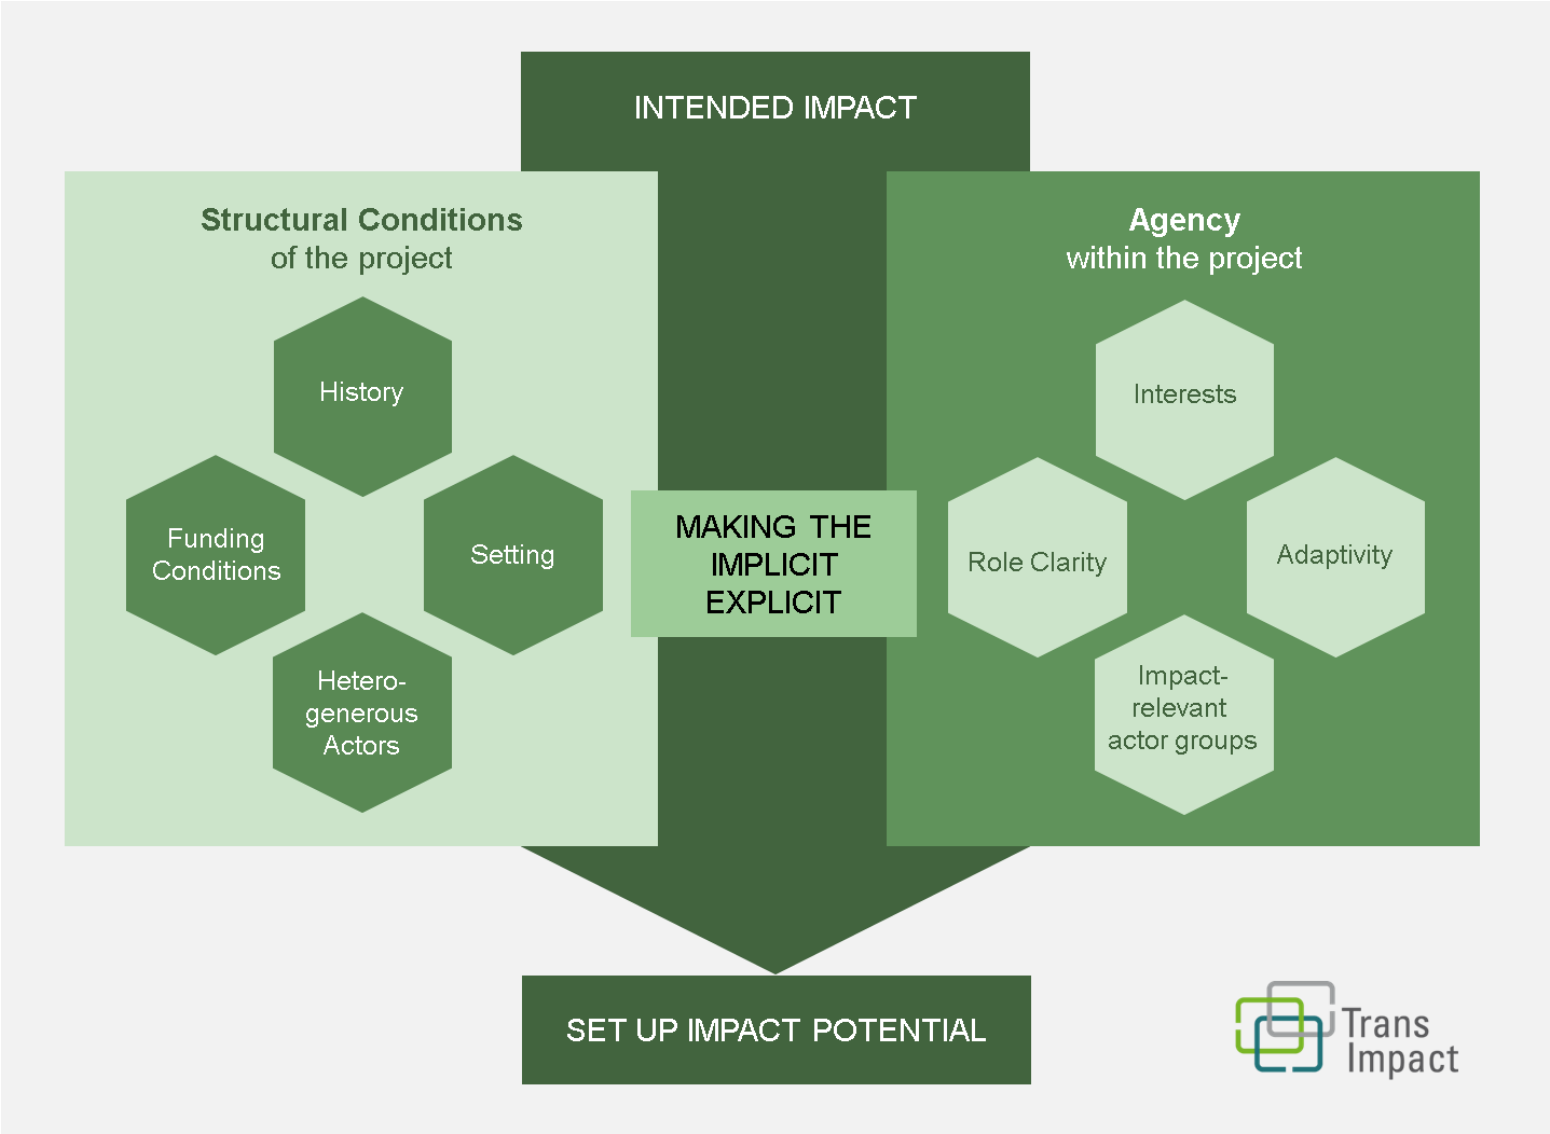 INTENDED IMPACT
Structural Conditions
of the project
History
Funding
Conditions
Setting
Hetero-
generous
Actors
MAKING THE
IMPLICIT
EXPLICIT
Agency
within the project
Interests
Role Clarity
Adaptivity
Impact-
relevant
actor groups
SET UP IMPACT POTENTIAL
Trans
Impact